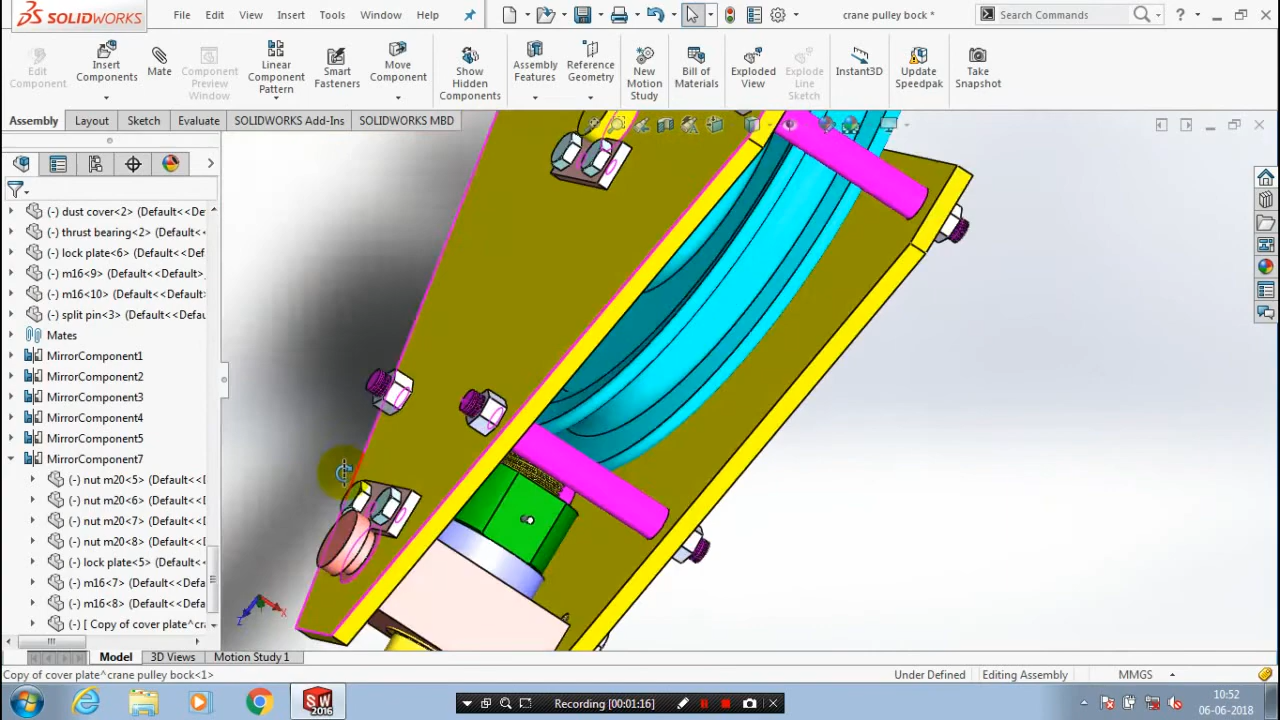 SOLIDWORKS
File Edit View Insert Tools Window Help
crane pulley bock *
Search Commands
?
Edit Component
Insert Components
Mate
Component Preview Window
Linear Component Pattern
Smart Fasteners
Move Component
Show Hidden Components
Assembly Features
Reference Geometry
New Motion Study
Bill of Materials
Exploded View
Explode Line Sketch
Instant3D
Update Speedpak
Take Snapshot
Assembly Layout Sketch Evaluate SOLIDWORKS Add-Ins SOLIDWORKS MBD
(-) dust cover<2> (Default<<De
(-) thrust bearing<2> (Default<
(-) lock plate<6> (Default<<De
(-) m16<9> (Default<<Default>
(-) m16<10> (Default<<Default
(-) split pin<3> (Default<<Defa
Mates
MirrorComponent1
MirrorComponent2
MirrorComponent3
MirrorComponent4
MirrorComponent5
MirrorComponent7
(-) nut m20<5> (Default<<D
(-) nut m20<6> (Default<<D
(-) nut m20<7> (Default<<D
(-) nut m20<8> (Default<<D
(-) lock plate<5> (Default<
(-) m16<7> (Default<<Defa
(-) m16<8> (Default<<Defa
(-) [ Copy of cover plate^cra
Z X
Model 3D Views Motion Study 1
Copy of cover plate^crane pulley bock<1>
Under Defined Editing Assembly MMGS
SW 2016
Recording [00:01:16]
10:52
06-06-2018